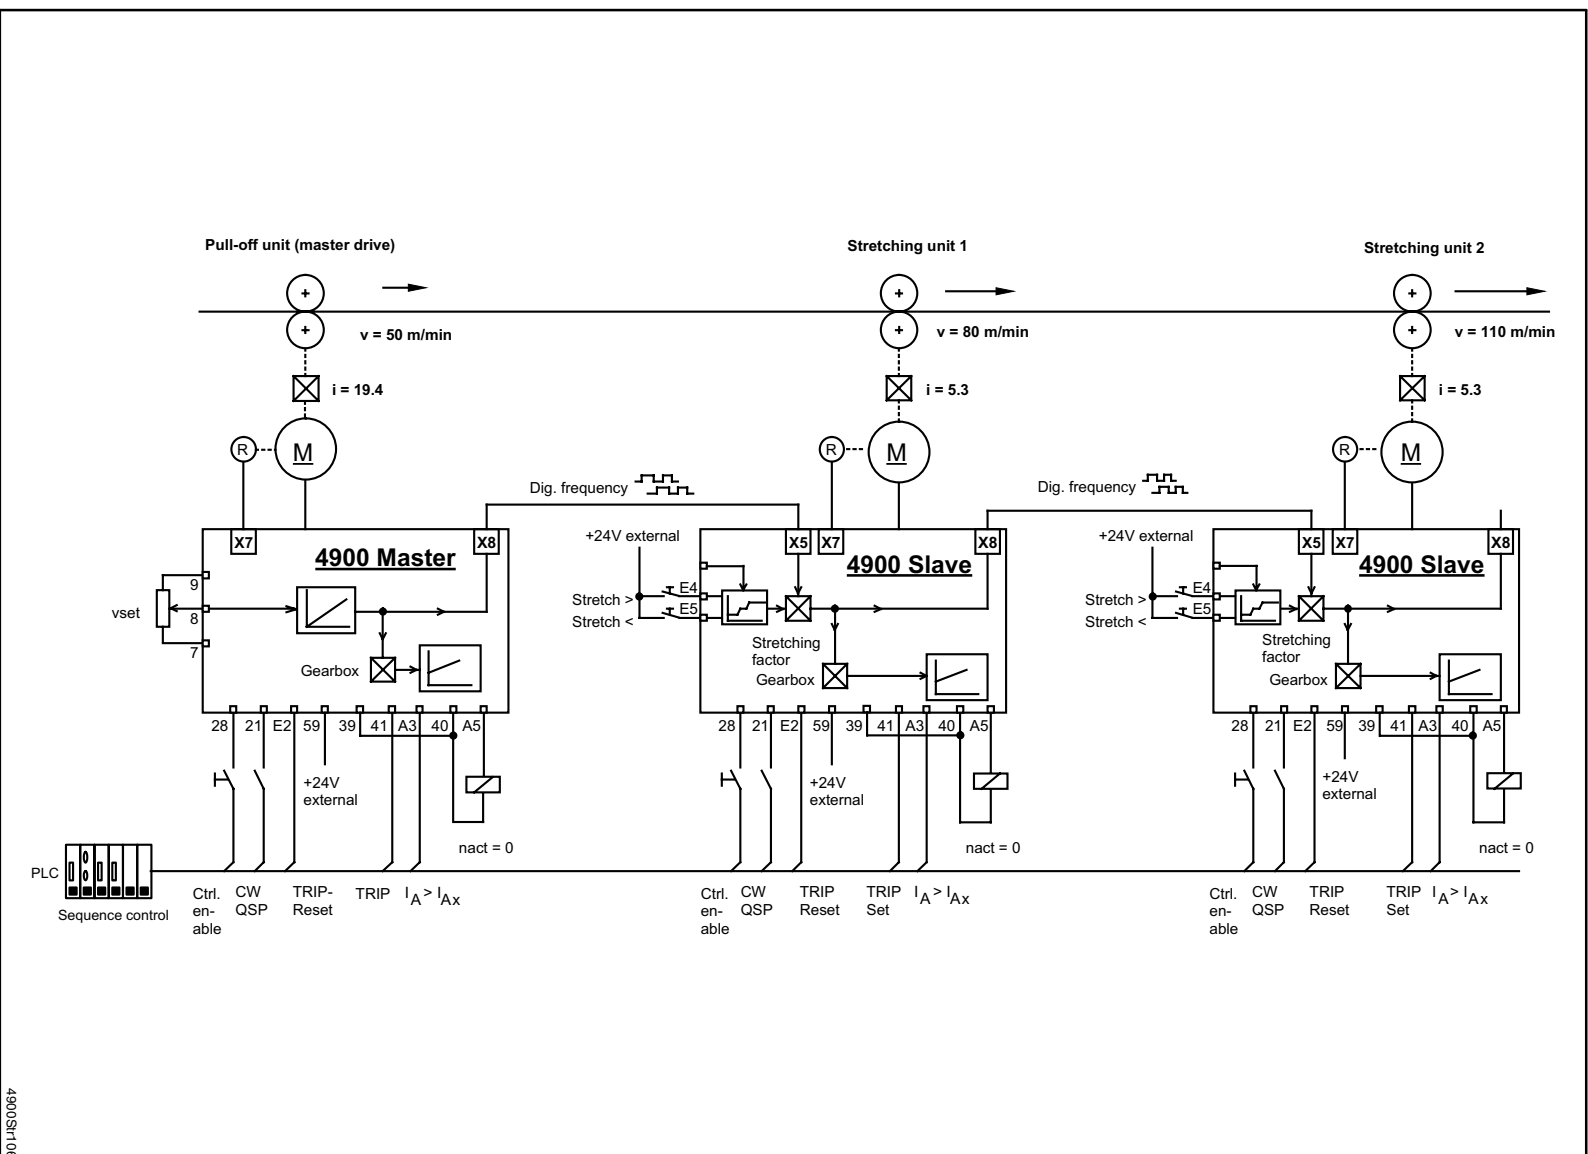 Pull-off unit (master drive)
Stretching unit 1
Stretching unit 2
+
+
+
+
+
+
v = 50 m/min
v = 80 m/min
v = 110 m/min
i = 19.4
i = 5.3
i = 5.3
R
M
R
M
R
M
Dig. frequency
Dig. frequency
X7
X8
4900 Master
9
8
7
vset
Gearbox
28 21 E2 59 39 41 A3 40 A5
+24V
external
nact = 0
+24V external
X5
X7
X8
4900 Slave
E4
E5
Stretch >
Stretch <
Stretching
factor
Gearbox
28 21 E2 59 39 41 A3 40 A5
+24V
external
nact = 0
+24V external
X5
X7
X8
4900 Slave
E4
E5
Stretch >
Stretch <
Stretching
factor
Gearbox
28 21 E2 59 39 41 A3 40 A5
+24V
external
nact = 0
PLC
Sequence control
Ctrl.
en-
able
CW
QSP
TRIP-
Reset
TRIP
IA > IAx
Ctrl.
en-
able
CW
QSP
TRIP
Reset
TRIP
Set
IA > IAx
Ctrl.
en-
able
CW
QSP
TRIP
Reset
TRIP
Set
IA > IAx